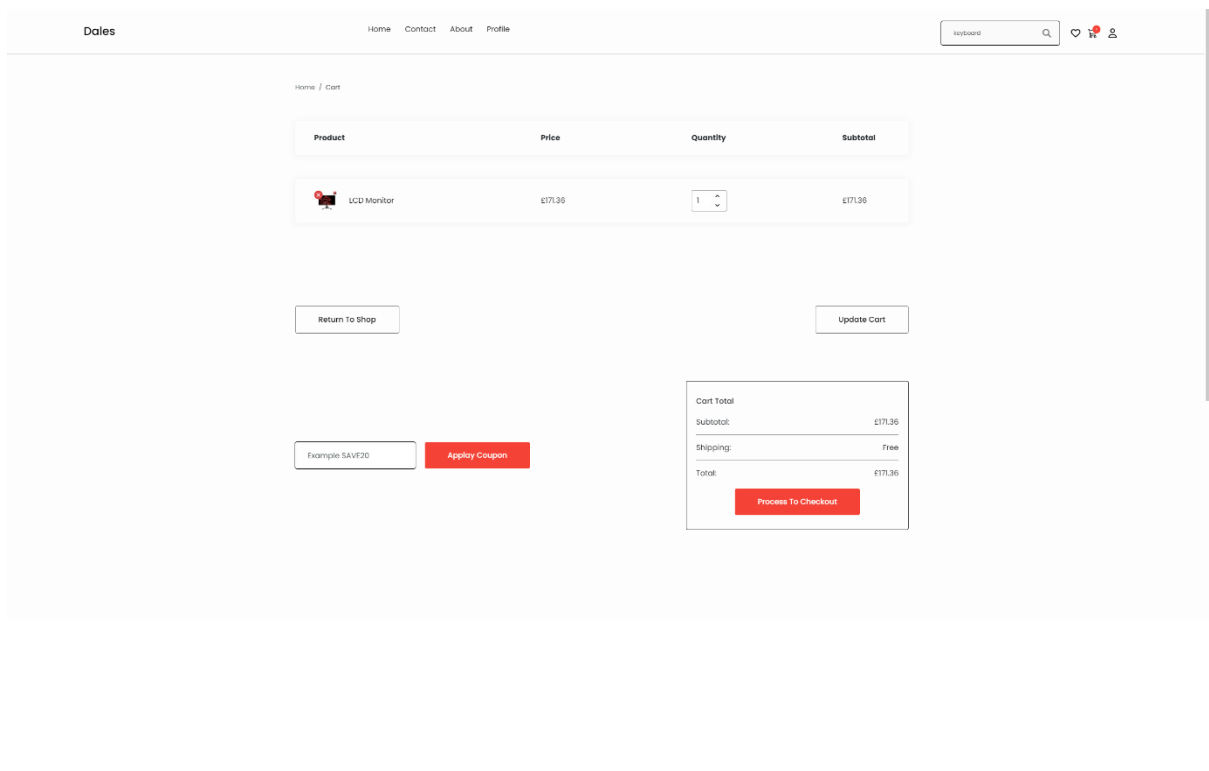 Dales
Home Contact About Profile
keyboard
Home / Cart
Product Price Quantity Subtotal
LCD Monitor £171.36 1 £171.36
Return To Shop Update Cart
Cart Total
Subtotal: £171.36
Shipping: Free
Total: £171.36
Process To Checkout
Example SAVE20 Applay Coupon